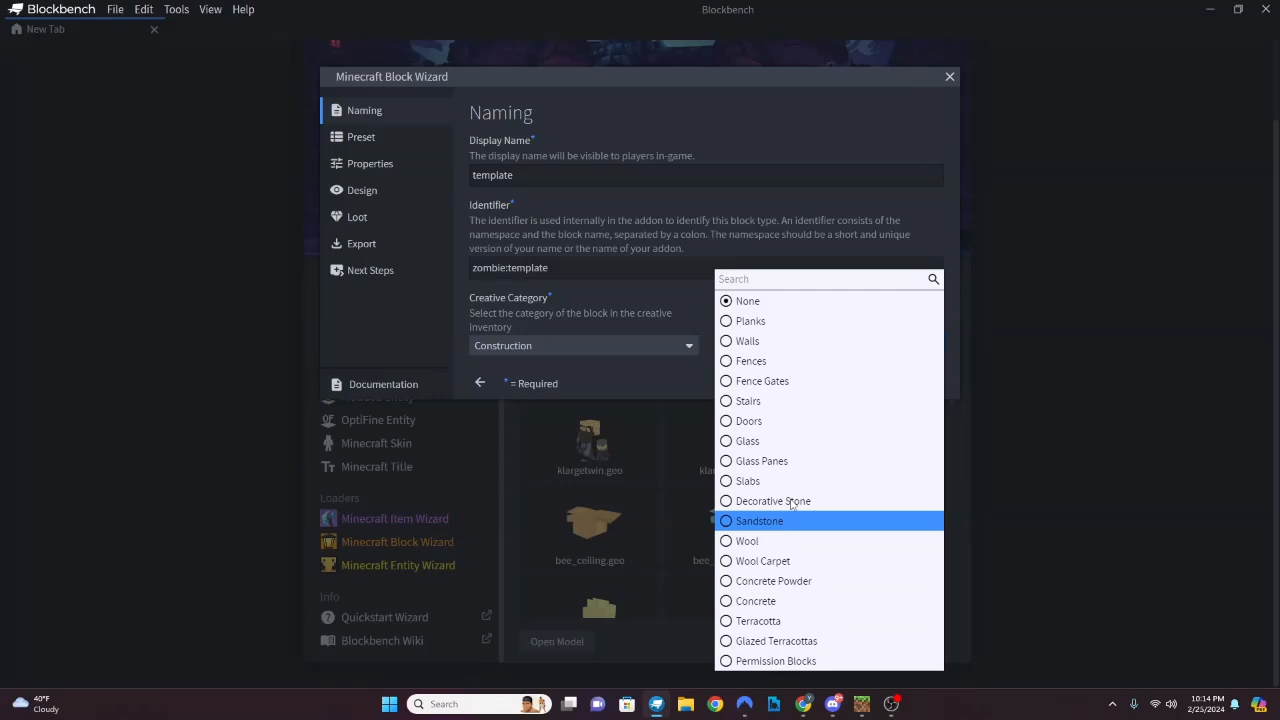 Blockbench
File Edit Tools View Help
Blockbench
New Tab
Minecraft Block Wizard
Naming
Preset
Properties
Design
Loot
Export
Next Steps
Documentation
Naming
Display Name*
The display name will be visible to players in-game.
template
Identifier*
The identifier is used internally in the addon to identify this block type. An identifier consists of the
namespace and the block name, separated by a colon. The namespace should be a short and unique
version of your name or the name of your addon.
zombie:template
Creative Category*
Select the category of the block in the creative
inventory
Construction
* = Required
Search
None
Planks
Walls
Fences
Fence Gates
Stairs
Doors
Glass
Glass Panes
Slabs
Decorative Stone
Sandstone
Wool
Wool Carpet
Concrete Powder
Concrete
Terracotta
Glazed Terracottas
Permission Blocks
OptiFine Entity
Minecraft Skin
Minecraft Title
Loaders
Minecraft Item Wizard
Minecraft Block Wizard
Minecraft Entity Wizard
Info
Quickstart Wizard
Blockbench Wiki
klargetwin.geo
bee_ceiling.geo
Open Model
40°F
Cloudy
Search
10:14 PM
2/25/2024